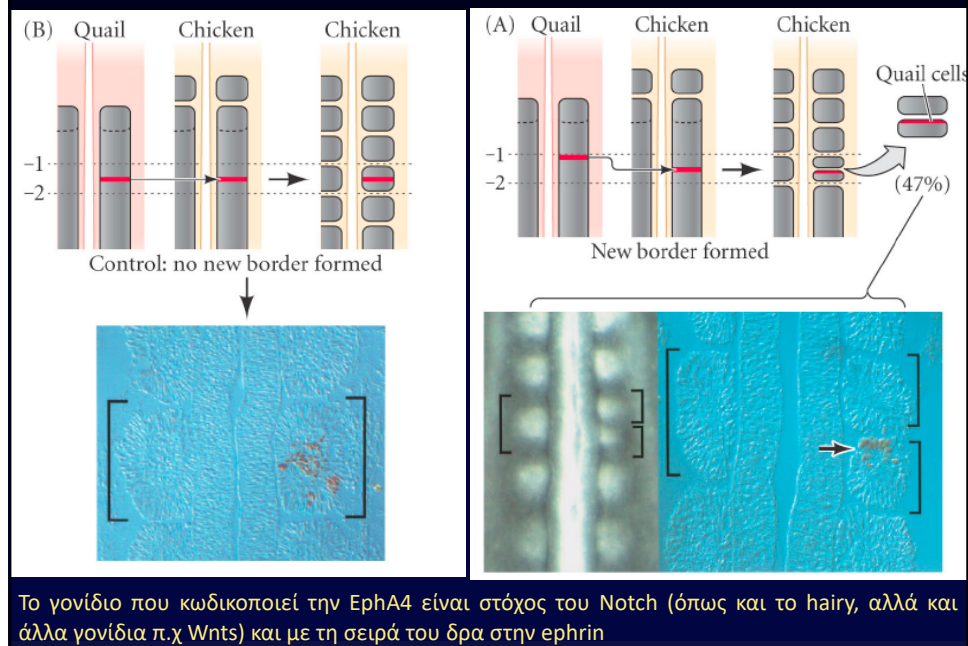 (B) Quail Chicken Chicken
–1
–2
Control: no new border formed
(A) Quail Chicken Chicken
Quail cells
–1
–2
(47%)
New border formed
Το γονίδιο που κωδικοποιεί την EphA4 είναι στόχος του Notch (όπως και το hairy, αλλά και
άλλα γονίδια π.χ Wnts) και με τη σειρά του δρα στην ephrin